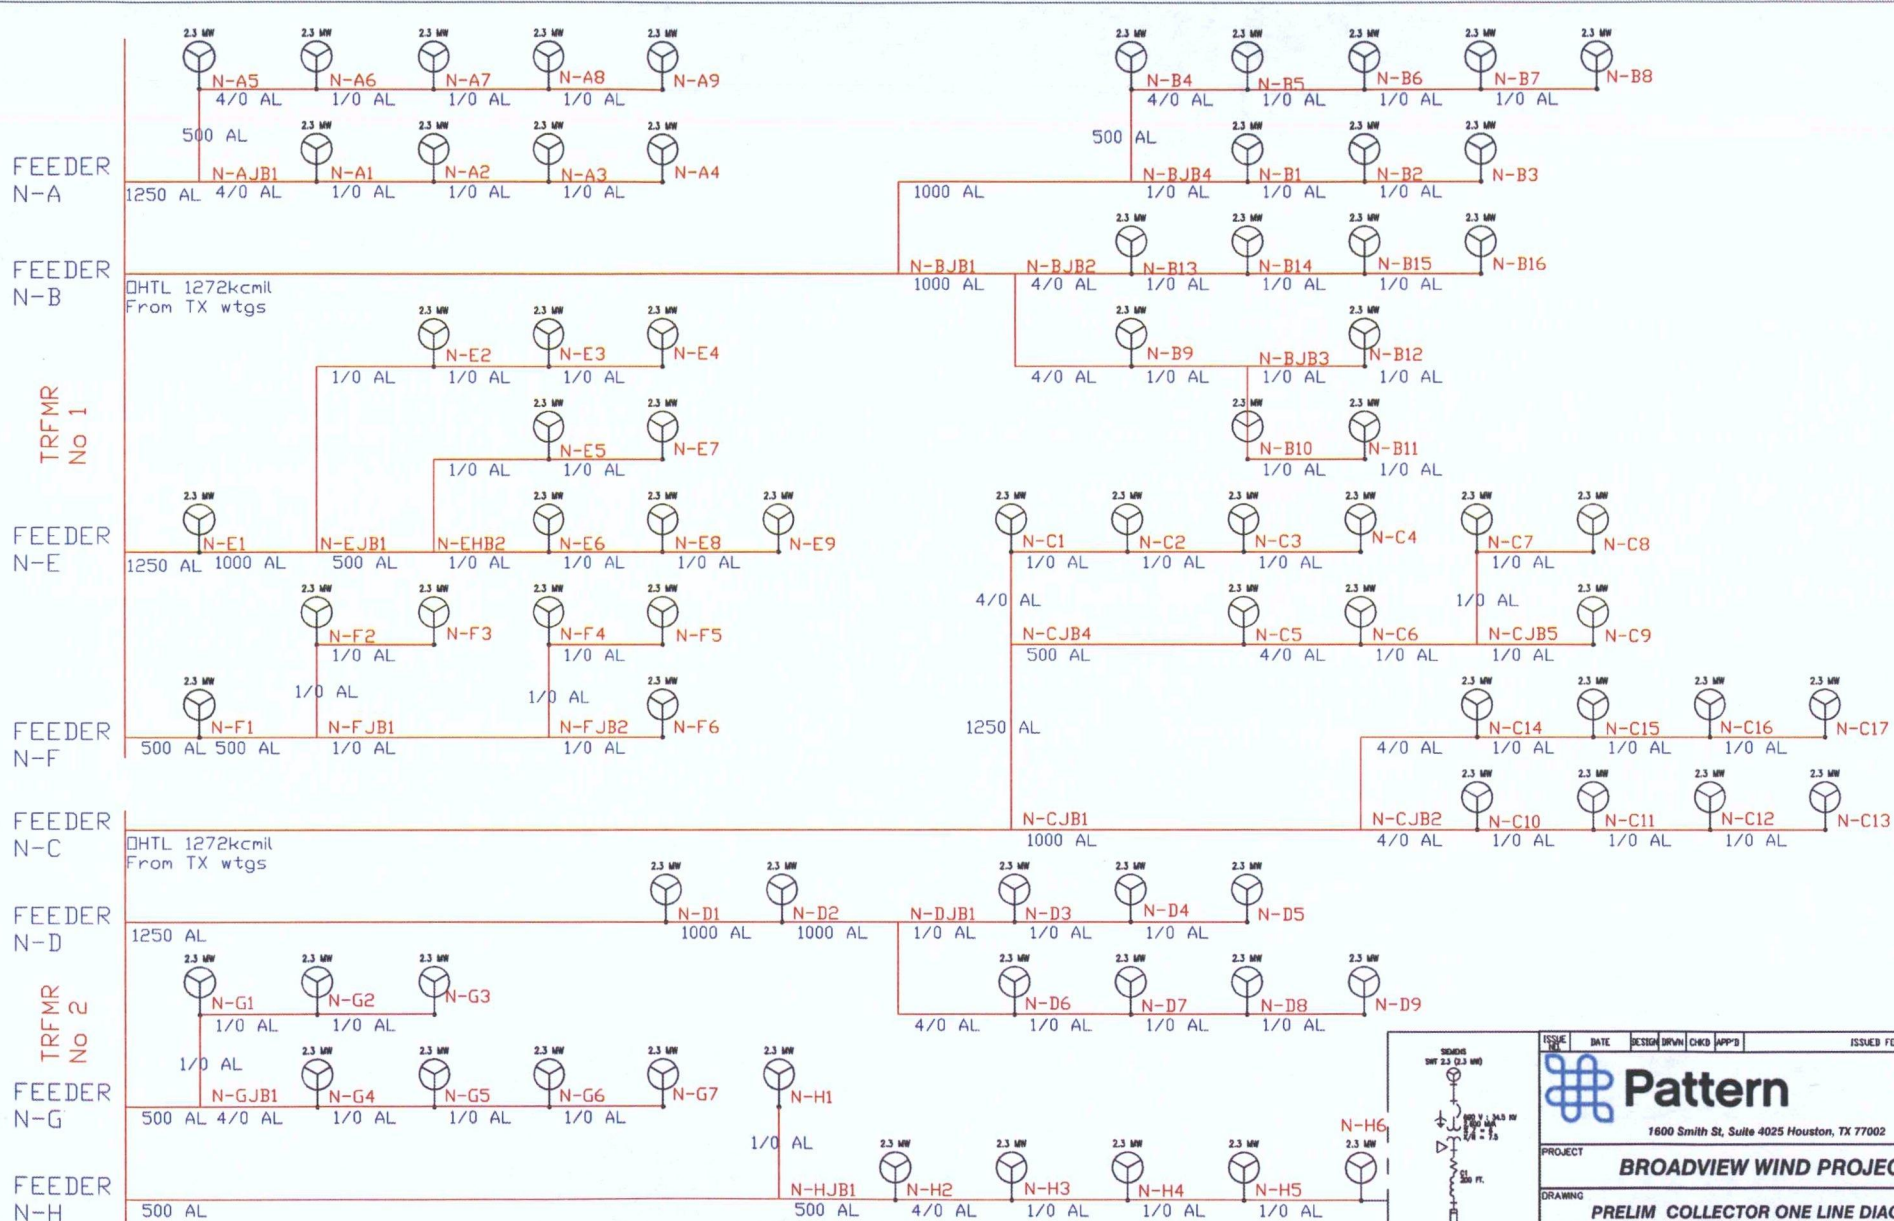 2.3 MW 2.3 MW 2.3 MW 2.3 MW 2.3 MW 2.3 MW 2.3 MW 2.3 MW 2.3 MW 2.3 MW
N-A5 N-A6 N-A7 N-A8 N-A9 N-B4 N-B5 N-B6 N-B7 N-B8
4/0 AL 1/0 AL 1/0 AL 1/0 AL 4/0 AL 1/0 AL 1/0 AL 1/0 AL
2.3 MW 2.3 MW 2.3 MW 2.3 MW 2.3 MW 2.3 MW 2.3 MW
500 AL 500 AL
FEEDER
N-A
N-AJB1 N-A1 N-A2 N-A3 N-A4 N-BJB4 N-B1 N-B2 N-B3
1250 AL 4/0 AL 1/0 AL 1/0 AL 1/0 AL 1000 AL 1/0 AL 1/0 AL 1/0 AL
2.3 MW 2.3 MW 2.3 MW 2.3 MW
FEEDER
N-B
N-BJB1 N-BJB2 N-B13 N-B14 N-B15 N-B16
1000 AL 4/0 AL 1/0 AL 1/0 AL 1/0 AL
OHTL 1272kcmil
From TX wtgs
2.3 MW 2.3 MW 2.3 MW 2.3 MW 2.3 MW
N-E2 N-E3 N-E4 N-B9 N-BJB3 N-B12
1/0 AL 1/0 AL 1/0 AL 4/0 AL 1/0 AL 1/0 AL 1/0 AL
TRFMR
No 1
2.3 MW 2.3 MW 2.3 MW 2.3 MW
N-E5 N-E7 N-B10 N-B11
1/0 AL 1/0 AL 1/0 AL 1/0 AL
2.3 MW 2.3 MW 2.3 MW 2.3 MW 2.3 MW 2.3 MW 2.3 MW 2.3 MW 2.3 MW 2.3 MW
FEEDER
N-E
N-E1 N-EJB1 N-EHB2 N-E6 N-E8 N-E9 N-C1 N-C2 N-C3 N-C4 N-C7 N-C8
1250 AL 1000 AL 500 AL 1/0 AL 1/0 AL 1/0 AL 1/0 AL 1/0 AL 1/0 AL 1/0 AL
2.3 MW 2.3 MW 2.3 MW 2.3 MW 2.3 MW 2.3 MW 2.3 MW
4/0 AL 1/0 AL
N-F2 N-F3 N-F4 N-F5 N-CJB4 N-C5 N-C6 N-CJB5 N-C9
1/0 AL 1/0 AL 500 AL 4/0 AL 1/0 AL 1/0 AL
2.3 MW 2.3 MW 2.3 MW 2.3 MW 2.3 MW 2.3 MW
1/0 AL 1/0 AL
1250 AL
FEEDER
N-F
N-F1 N-FJB1 N-FJB2 N-F6 N-C14 N-C15 N-C16 N-C17
500 AL 500 AL 1/0 AL 1/0 AL 4/0 AL 1/0 AL 1/0 AL 1/0 AL
2.3 MW 2.3 MW 2.3 MW 2.3 MW
FEEDER
N-C
N-CJB1 N-CJB2 N-C10 N-C11 N-C12 N-C13
1000 AL 4/0 AL 1/0 AL 1/0 AL 1/0 AL
OHTL 1272kcmil
From TX wtgs
2.3 MW 2.3 MW 2.3 MW 2.3 MW 2.3 MW
FEEDER
N-D
N-D1 N-D2 N-DJB1 N-D3 N-D4 N-D5
1250 AL 1000 AL 1000 AL 1/0 AL 1/0 AL 1/0 AL
2.3 MW 2.3 MW 2.3 MW 2.3 MW 2.3 MW 2.3 MW 2.3 MW
N-G1 N-G2 N-G3 N-D6 N-D7 N-D8 N-D9
1/0 AL 1/0 AL 4/0 AL 1/0 AL 1/0 AL 1/0 AL
TRFMR
No 2
2.3 MW 2.3 MW 2.3 MW 2.3 MW 2.3 MW
1/0 AL
FEEDER
N-G
N-GJB1 N-G4 N-G5 N-G6 N-G7 N-H1
500 AL 4/0 AL 1/0 AL 1/0 AL 1/0 AL
1/0 AL
N-H6
2.3 MW 2.3 MW 2.3 MW 2.3 MW 2.3 MW
FEEDER
N-H
N-HJB1 N-H2 N-H3 N-H4 N-H5
500 AL 500 AL 4/0 AL 1/0 AL 1/0 AL 1/0 AL
SIEMENS
SWT 2.3 (2.3 MW)
ISSUE NO. DATE DESIGN DRWN CHKD APP'D ISSUED FO
Pattern
1600 Smith St, Suite 4025 Houston, TX 77002
PROJECT
BROADVIEW WIND PROJEC
DRAWING
PRELIM COLLECTOR ONE LINE DIAG